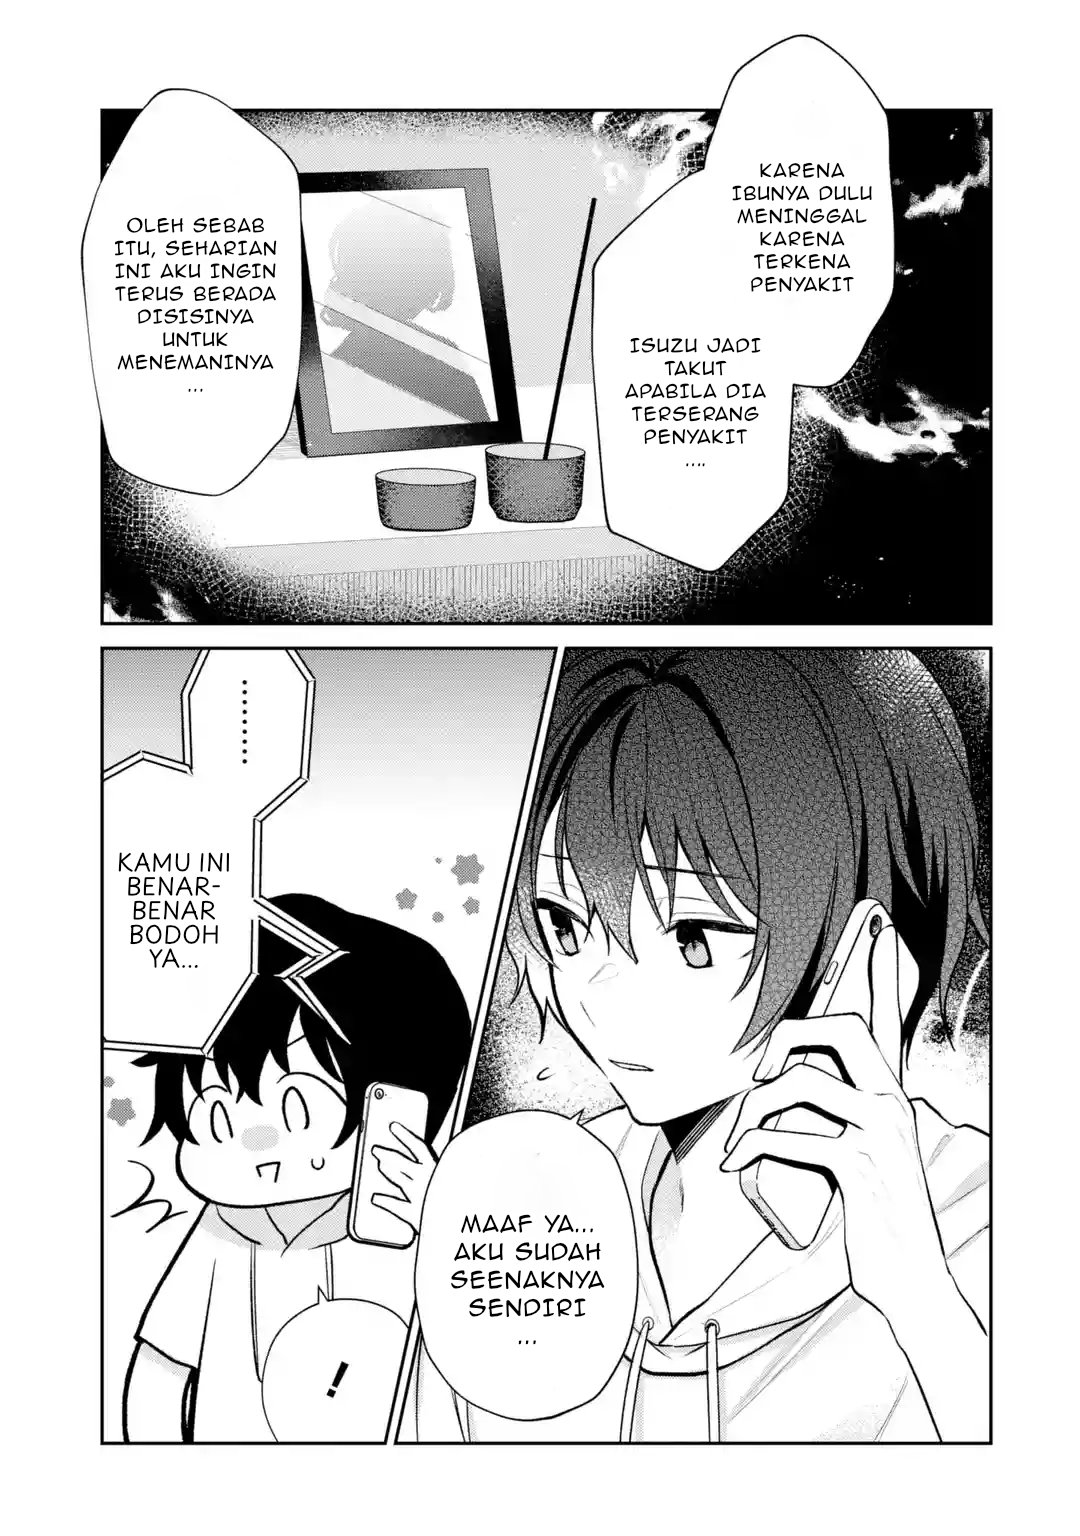 KARENA
IBUNYA DULU
MENINGGAL
KARENA
TERKENA
PENYAKIT
ISUZU JADI
TAKUT
APABILA DIA
TERSERANG
PENYAKIT
....
OLEH SEBAB
ITU, SEHARIAN
INI AKU INGIN
TERUS BERADA
DISISINYA
UNTUK
MENEMANINYA
...
MAAF YA...
AKU SUDAH
SEENAKNYA
SENDIRI
...
.........
KAMU INI
BENAR-
BENAR
BODOH
YA...
!